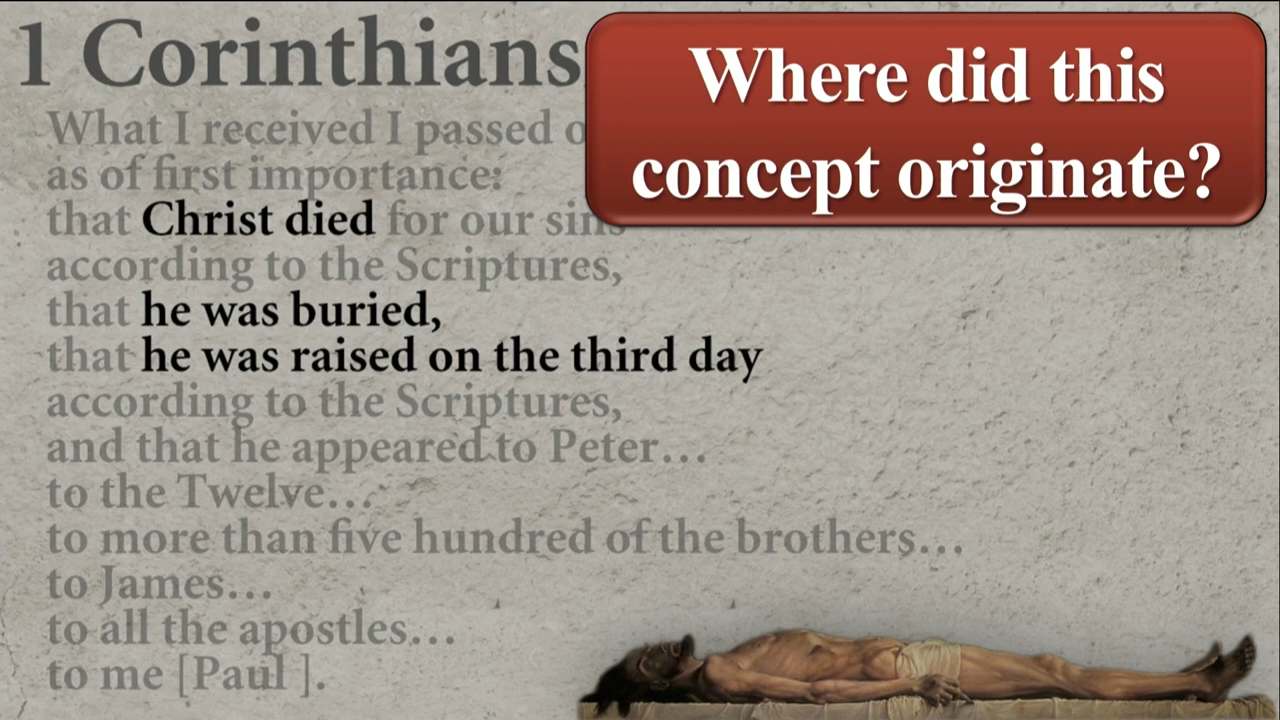 1 Corinthians
Where did this
concept originate?
What I received I passed o
as of first importance:
that Christ died for our sins
according to the Scriptures,
that he was buried,
that he was raised on the third day
according to the Scriptures,
and that he appeared to Peter…
to the Twelve…
to more than five hundred of the brothers…
to James…
to all the apostles…
to me [Paul ].